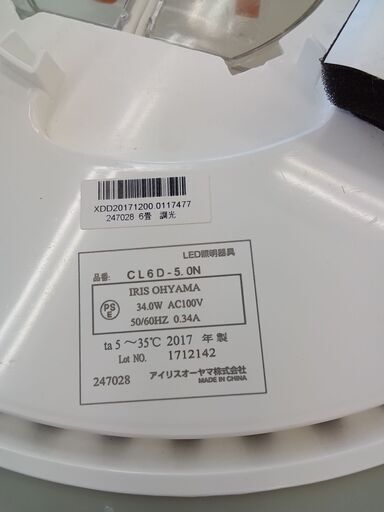 XDD20171200 0117477
247028 6畳 調光
LED照明器具
品番: CL6D-5.0N
PSE
IRIS OHYAMA
34.0W AC100V
50/60HZ 0.34A
ta 5〜35℃ 2017 年 製
Lot NO. 1712142
247028 アイリスオーヤマ株式会社
MADE IN CHINA